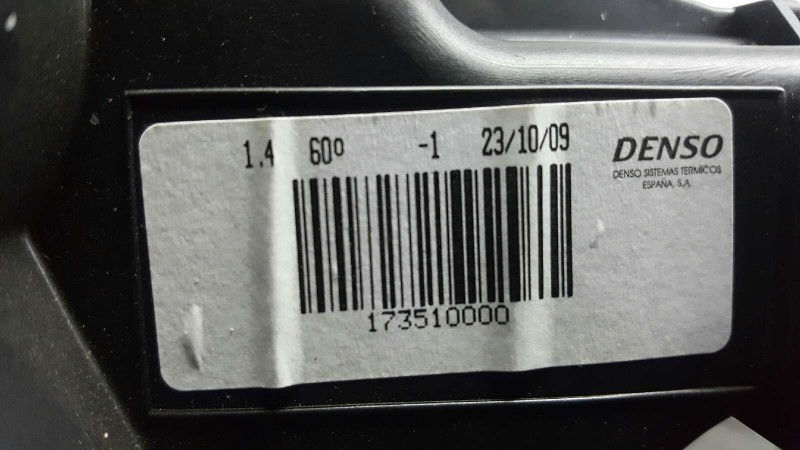 1.4 60º -1 23/10/09
DENSO
DENSO SISTEMAS TERMICOS
ESPAÑA, S.A.
173510000